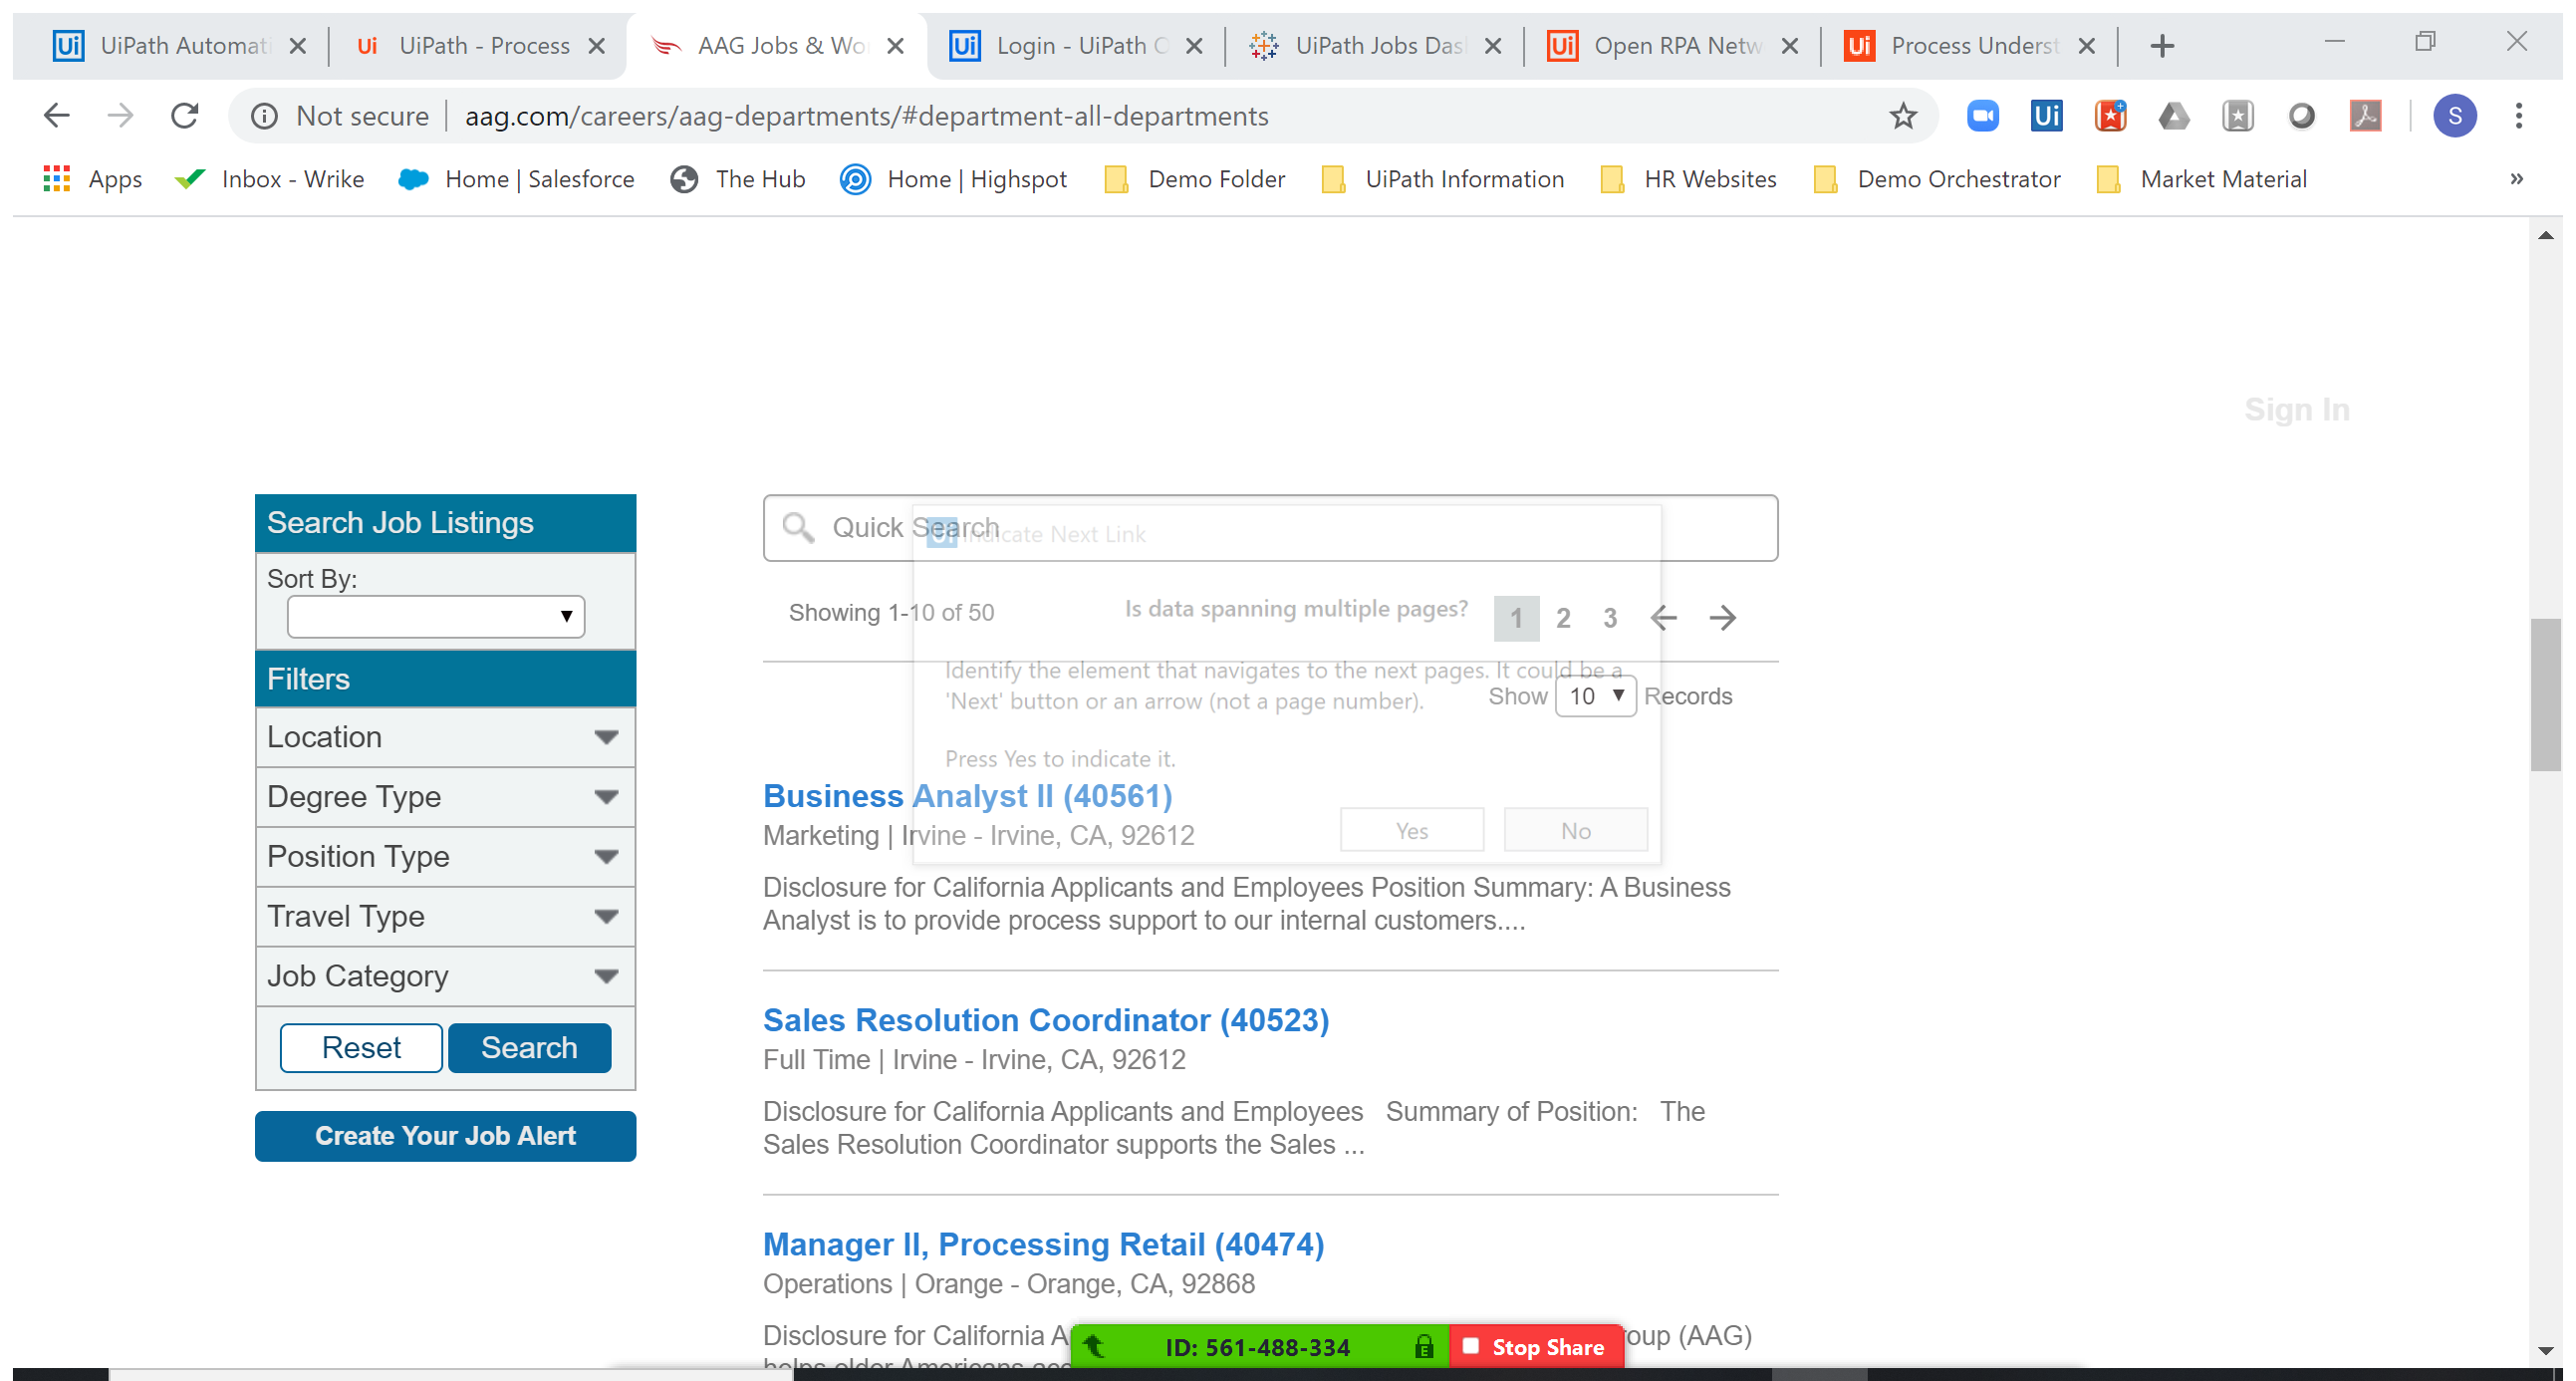 UiPath Automati
UiPath - Process
AAG Jobs & Wo
Login - UiPath O
UiPath Jobs Das
Open RPA Netw
Process Underst
Not secure
aag.com/careers/aag-departments/#department-all-departments
S
Apps
Inbox - Wrike
Home | Salesforce
The Hub
Home | Highspot
Demo Folder
UiPath Information
HR Websites
Demo Orchestrator
Market Material
»
Sign In
Search Job Listings
Sort By:
Filters
Location
Degree Type
Position Type
Travel Type
Job Category
Reset
Search
Create Your Job Alert
Quick Search
Indicate Next Link
Showing 1-10 of 50
Is data spanning multiple pages?
1 2 3
Identify the element that navigates to the next pages. It could be a
'Next' button or an arrow (not a page number).
Show 10 Records
Press Yes to indicate it.
Yes
No
Business Analyst II (40561)
Marketing | Irvine - Irvine, CA, 92612
Disclosure for California Applicants and Employees Position Summary: A Business
Analyst is to provide process support to our internal customers....
Sales Resolution Coordinator (40523)
Full Time | Irvine - Irvine, CA, 92612
Disclosure for California Applicants and Employees Summary of Position: The
Sales Resolution Coordinator supports the Sales ...
Manager II, Processing Retail (40474)
Operations | Orange - Orange, CA, 92868
Disclosure for California A
roup (AAG)
helps older Americans acc
ID: 561-488-334
Stop Share